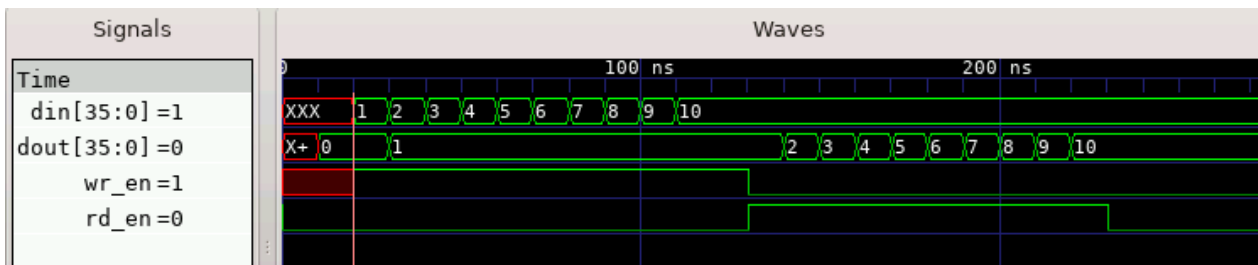 Signals
Waves
Time
0 100 ns 200 ns
din[35:0]=1 XXX 1 2 3 4 5 6 7 8 9 10
dout[35:0]=0 X+ 0 1 2 3 4 5 6 7 8 9 10
wr_en=1
rd_en=0